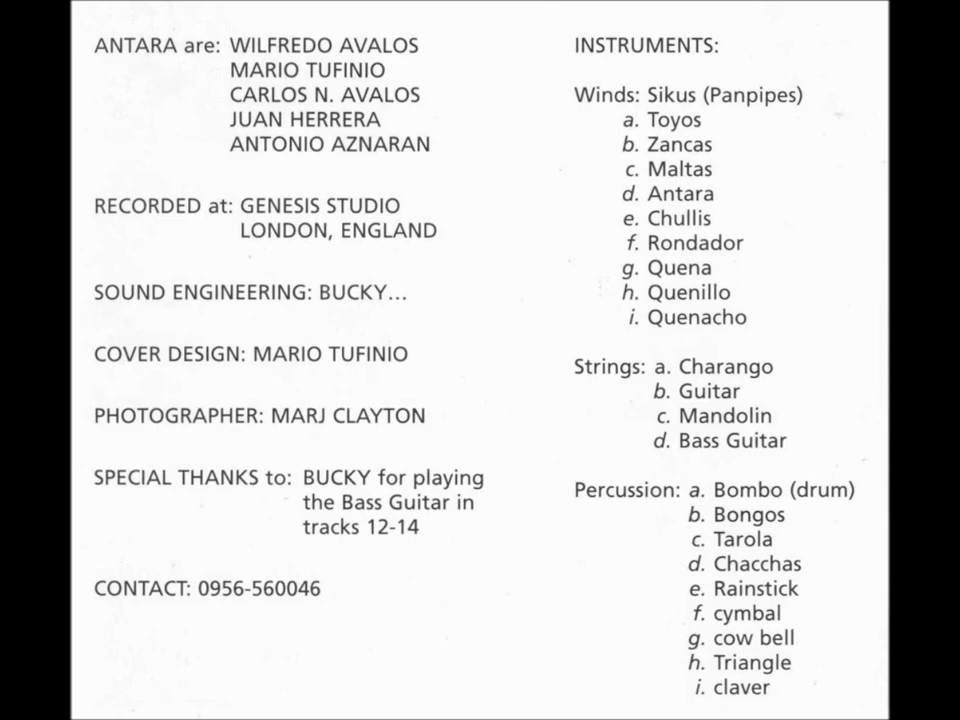 ANTARA are: WILFREDO AVALOS
MARIO TUFINIO
CARLOS N. AVALOS
JUAN HERRERA
ANTONIO AZNARAN
RECORDED at: GENESIS STUDIO
LONDON, ENGLAND
SOUND ENGINEERING: BUCKY...
COVER DESIGN: MARIO TUFINIO
PHOTOGRAPHER: MARJ CLAYTON
SPECIAL THANKS to: BUCKY for playing
the Bass Guitar in
tracks 12-14
CONTACT: 0956-560046
INSTRUMENTS:
Winds: Sikus (Panpipes)
a. Toyos
b. Zancas
c. Maltas
d. Antara
e. Chullis
f. Rondador
g. Quena
h. Quenillo
i. Quenacho
Strings: a. Charango
b. Guitar
c. Mandolin
d. Bass Guitar
Percussion: a. Bombo (drum)
b. Bongos
c. Tarola
d. Chacchas
e. Rainstick
f. cymbal
g. cow bell
h. Triangle
i. claver